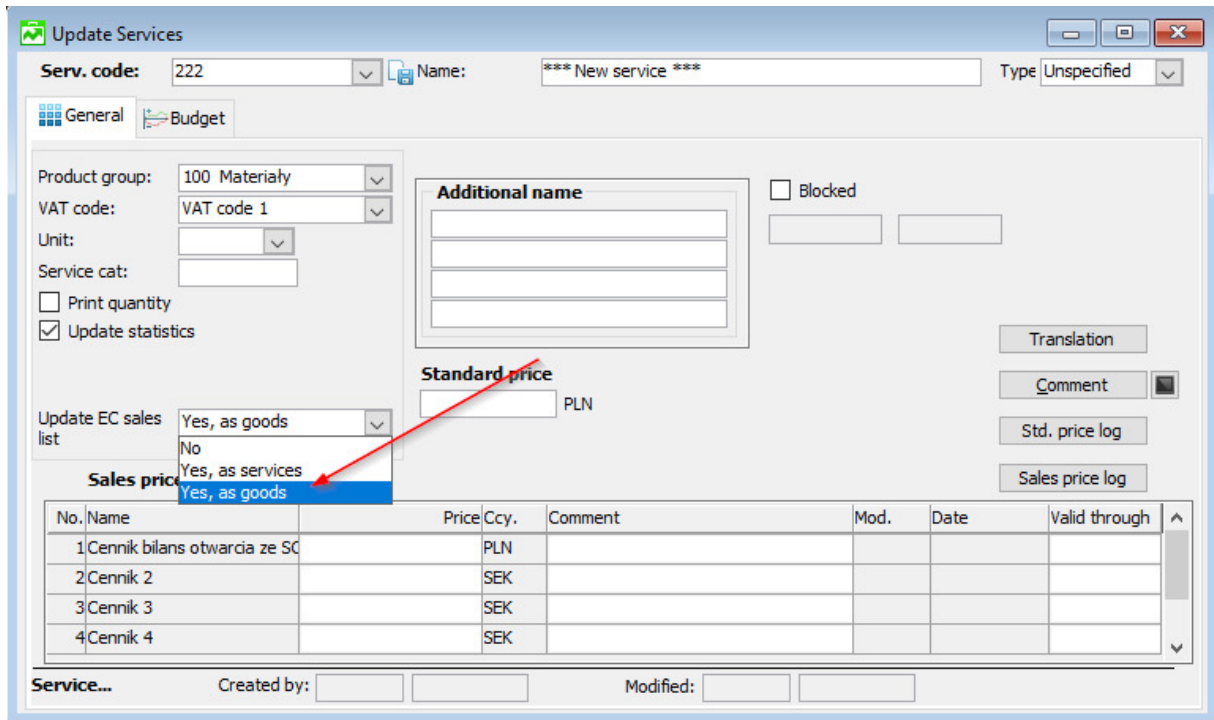 Update Services
Serv. code: 222 Name: *** New service *** Type Unspecified
General Budget
Product group: 100 Materiały
VAT code: VAT code 1
Unit:
Service cat:
Print quantity
Update statistics
Additional name
Blocked
Translation
Standard price
PLN
Comment
Update EC sales list
Yes, as goods
No
Yes, as services
Yes, as goods
Std. price log
Sales price log
Sales pric
No. Name Price Ccy. Comment Mod. Date Valid through
1 Cennik bilans otwarcia ze SC PLN
2 Cennik 2 SEK
3 Cennik 3 SEK
4 Cennik 4 SEK
Service... Created by: Modified: